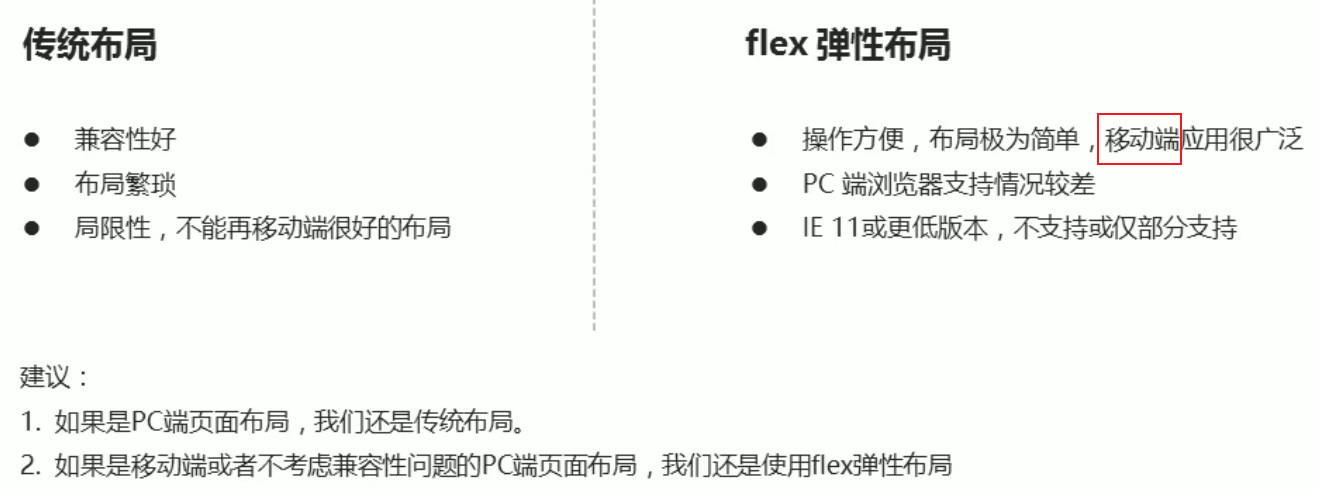 传统布局
● 兼容性好
● 布局繁琐
● 局限性，不能再移动端很好的布局
flex 弹性布局
● 操作方便，布局极为简单，移动端应用很广泛
● PC 端浏览器支持情况较差
● IE 11或更低版本，不支持或仅部分支持
建议：
1. 如果是PC端页面布局，我们还是传统布局。
2. 如果是移动端或者不考虑兼容性问题的PC端页面布局，我们还是使用flex弹性布局